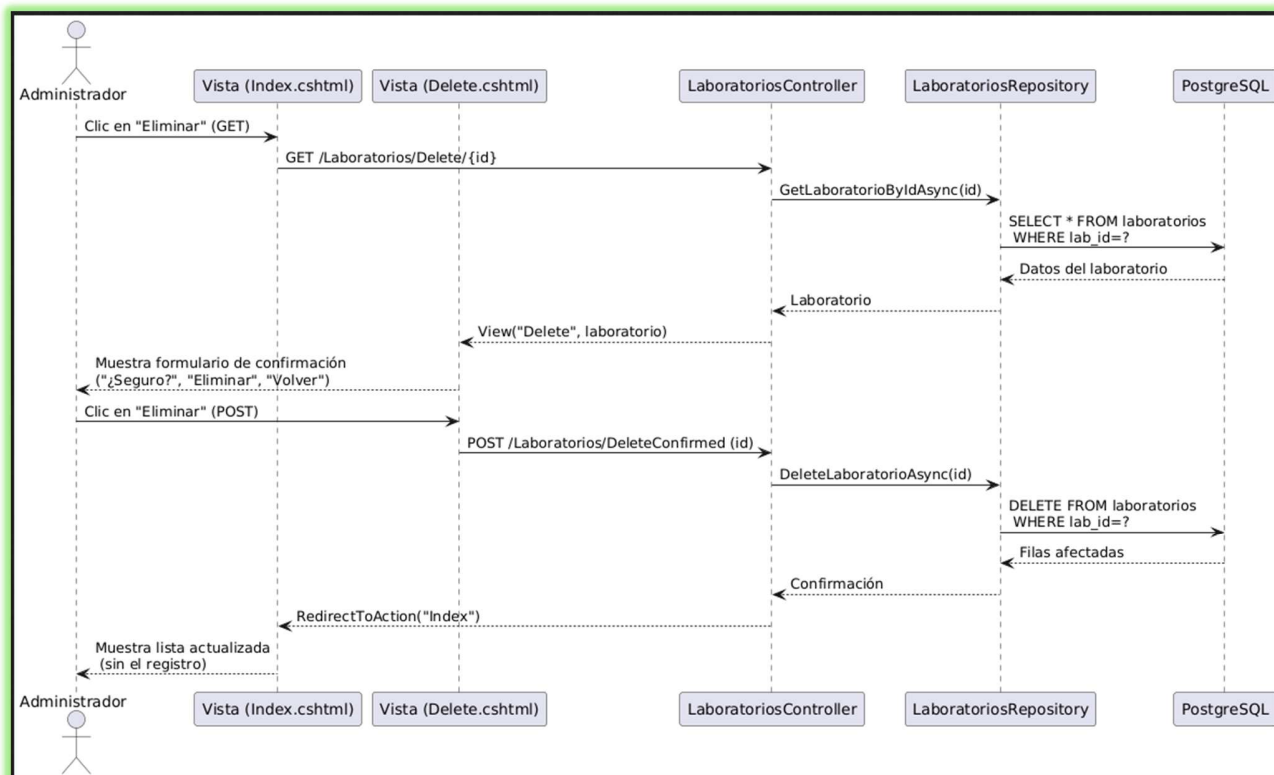 Administrador
Vista (Index.cshtml)
Vista (Delete.cshtml)
LaboratoriosController
LaboratoriosRepository
PostgreSQL
Clic en "Eliminar" (GET)
GET /Laboratorios/Delete/{id}
GetLaboratorioByIdAsync(id)
SELECT * FROM laboratorios
WHERE lab_id=?
Datos del laboratorio
Laboratorio
View("Delete", laboratorio)
Muestra formulario de confirmación
("¿Seguro?", "Eliminar", "Volver")
Clic en "Eliminar" (POST)
POST /Laboratorios/DeleteConfirmed (id)
DeleteLaboratorioAsync(id)
DELETE FROM laboratorios
WHERE lab_id=?
Filas afectadas
Confirmación
RedirectToAction("Index")
Muestra lista actualizada
(sin el registro)
Administrador
Vista (Index.cshtml)
Vista (Delete.cshtml)
LaboratoriosController
LaboratoriosRepository
PostgreSQL